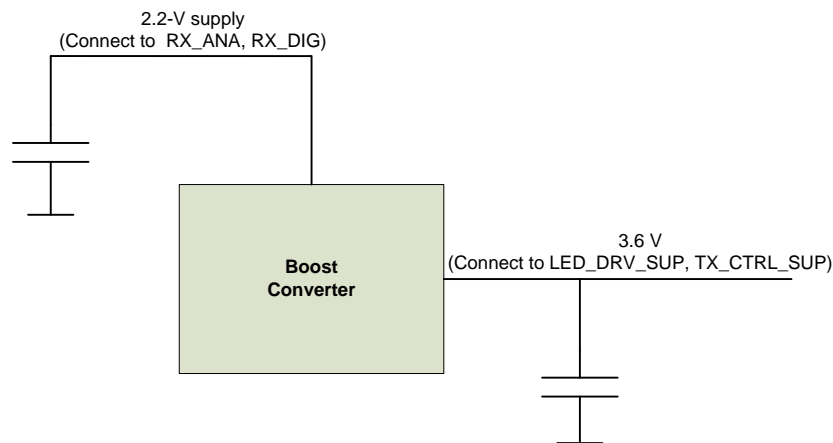 2.2-V supply
(Connect to RX_ANA, RX_DIG)
Boost
Converter
3.6 V
(Connect to LED_DRV_SUP, TX_CTRL_SUP)